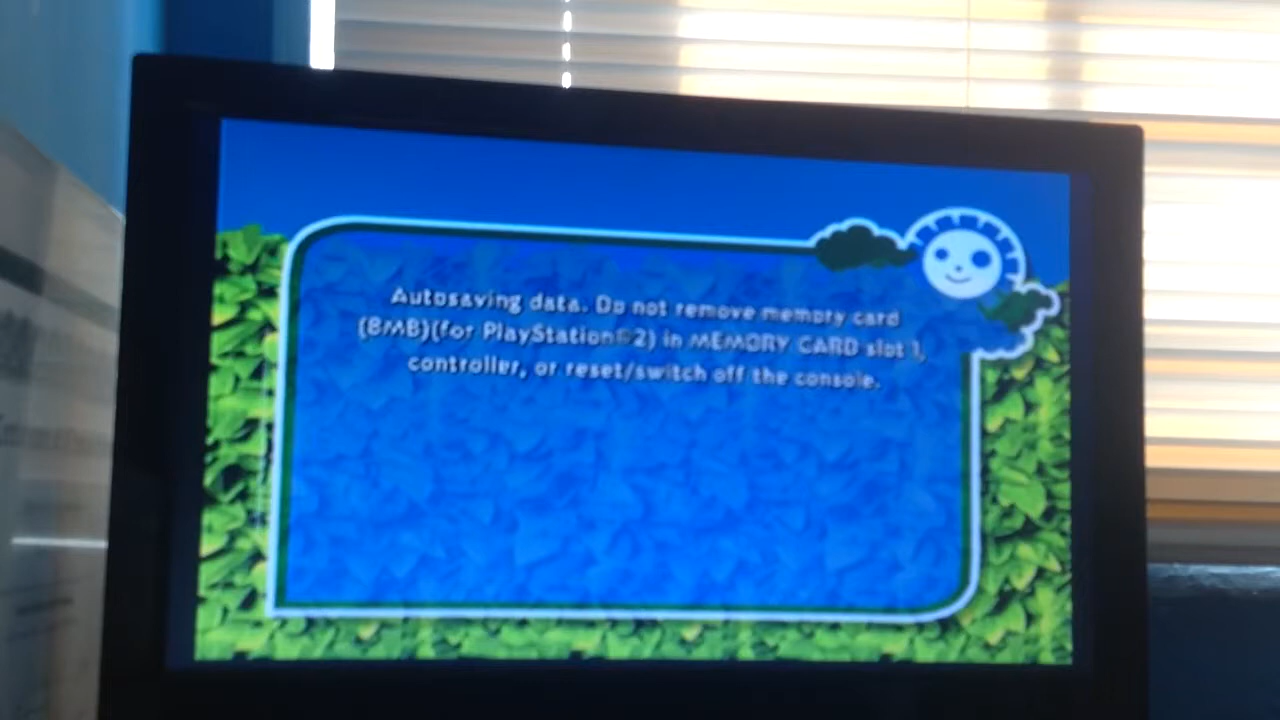 Autosaving data. Do not remove memory card
(8MB)(for PlayStation®2) in MEMORY CARD slot 1,
controller, or reset/switch off the console.